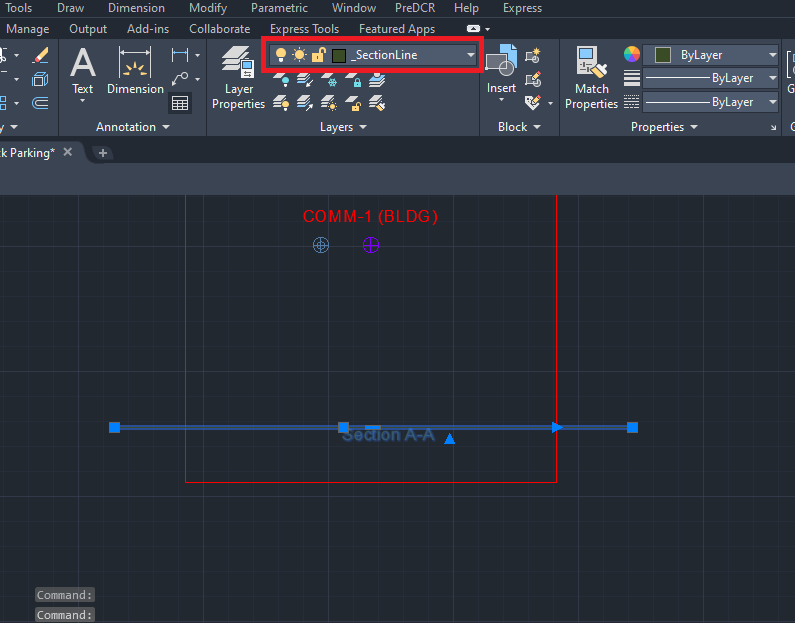 Tools Draw Dimension Modify Parametric Window PreDCR Help Express
Manage Output Add-ins Collaborate Express Tools Featured Apps
_SectionLine
ByLayer
Text Dimension Layer Properties Insert Match Properties ByLayer
ByLayer
Annotation Layers Block Properties
ck Parking*
COMM-1 (BLDG)
Section A-A
Command:
Command: